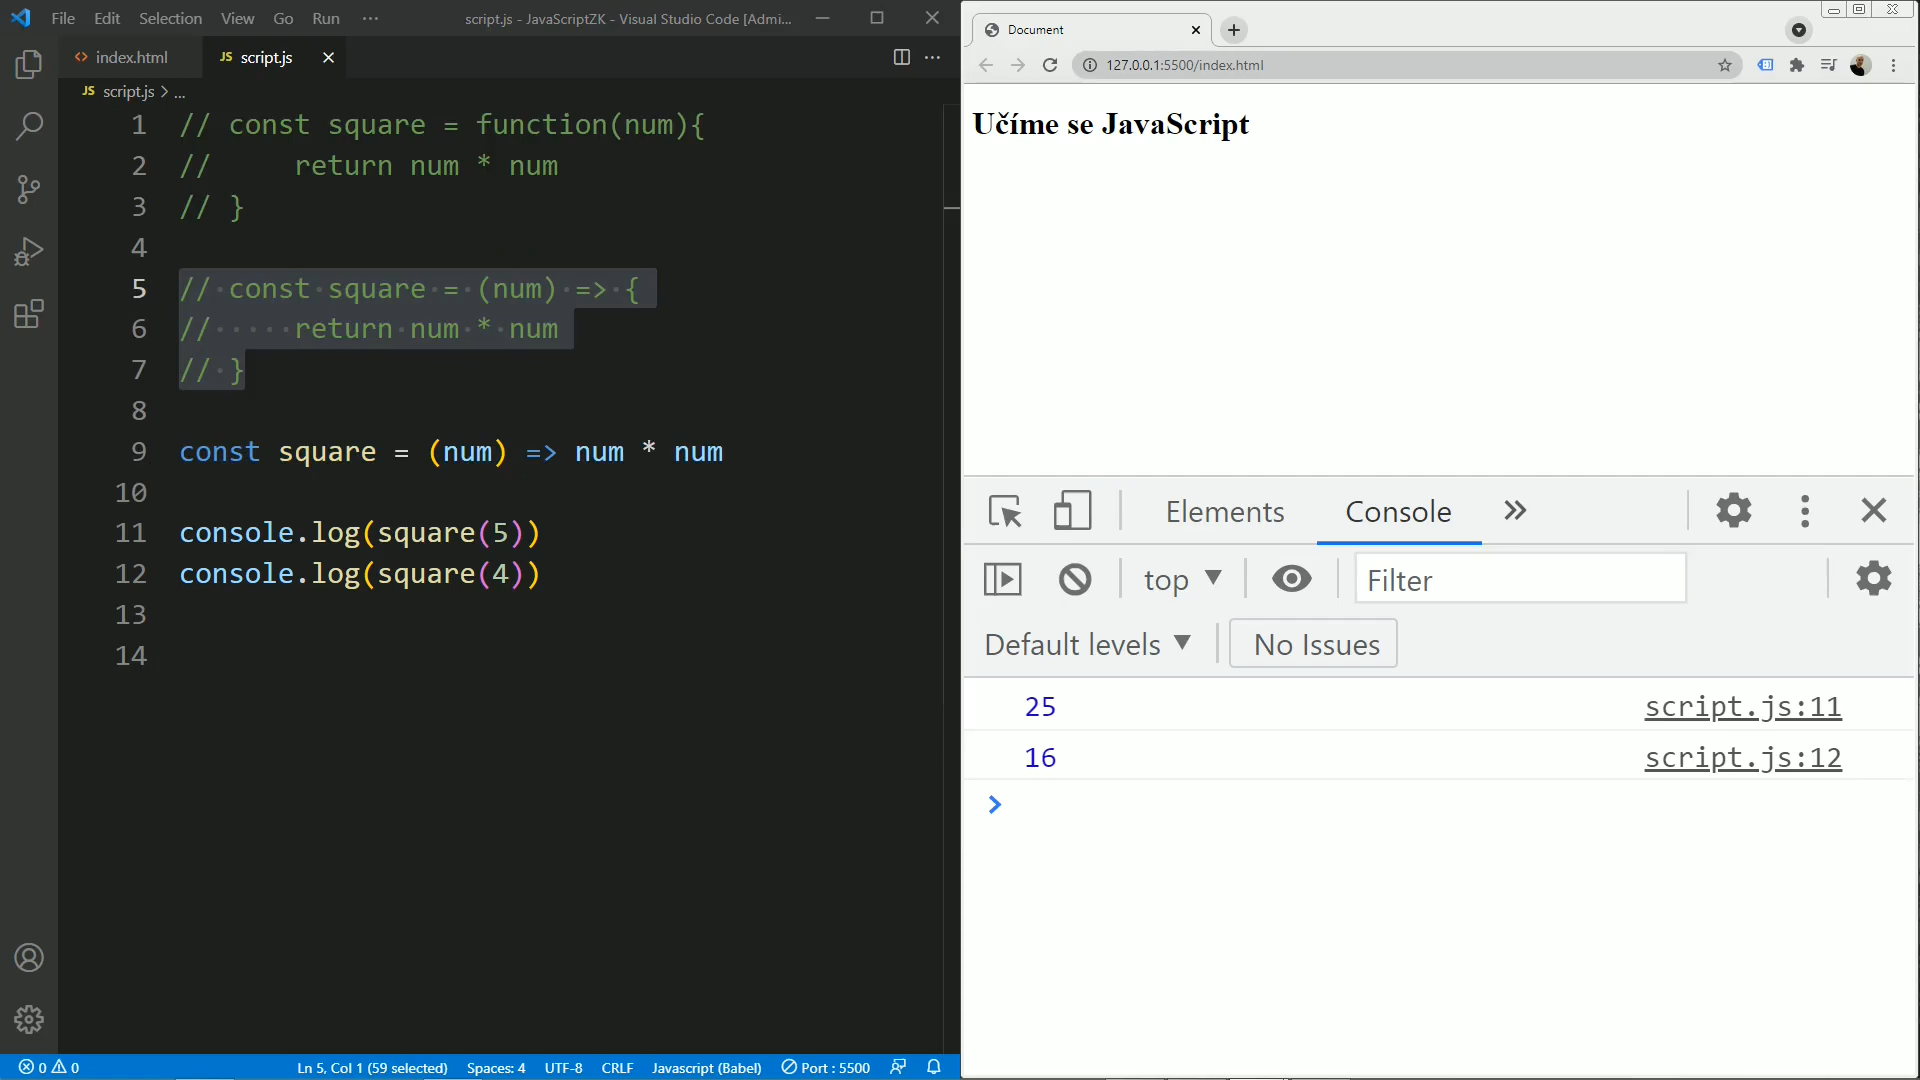 File Edit Selection View Go Run ··· script.js - JavaScriptZK - Visual Studio Code [Admi...
index.html JS script.js
JS script.js > ...
1 // const square = function(num){
2 //     return num * num
3 // }
4
5 // const square = (num) => {
6 //     return num * num
7 // }
8
9 const square = (num) => num * num
10
11 console.log(square(5))
12 console.log(square(4))
13
14
0 0 Ln 5, Col 1 (59 selected) Spaces: 4 UTF-8 CRLF Javascript (Babel) Port : 5500
Document
127.0.0.1:5500/index.html
Učíme se JavaScript
Elements Console
top Filter
Default levels No Issues
25 script.js:11
16 script.js:12